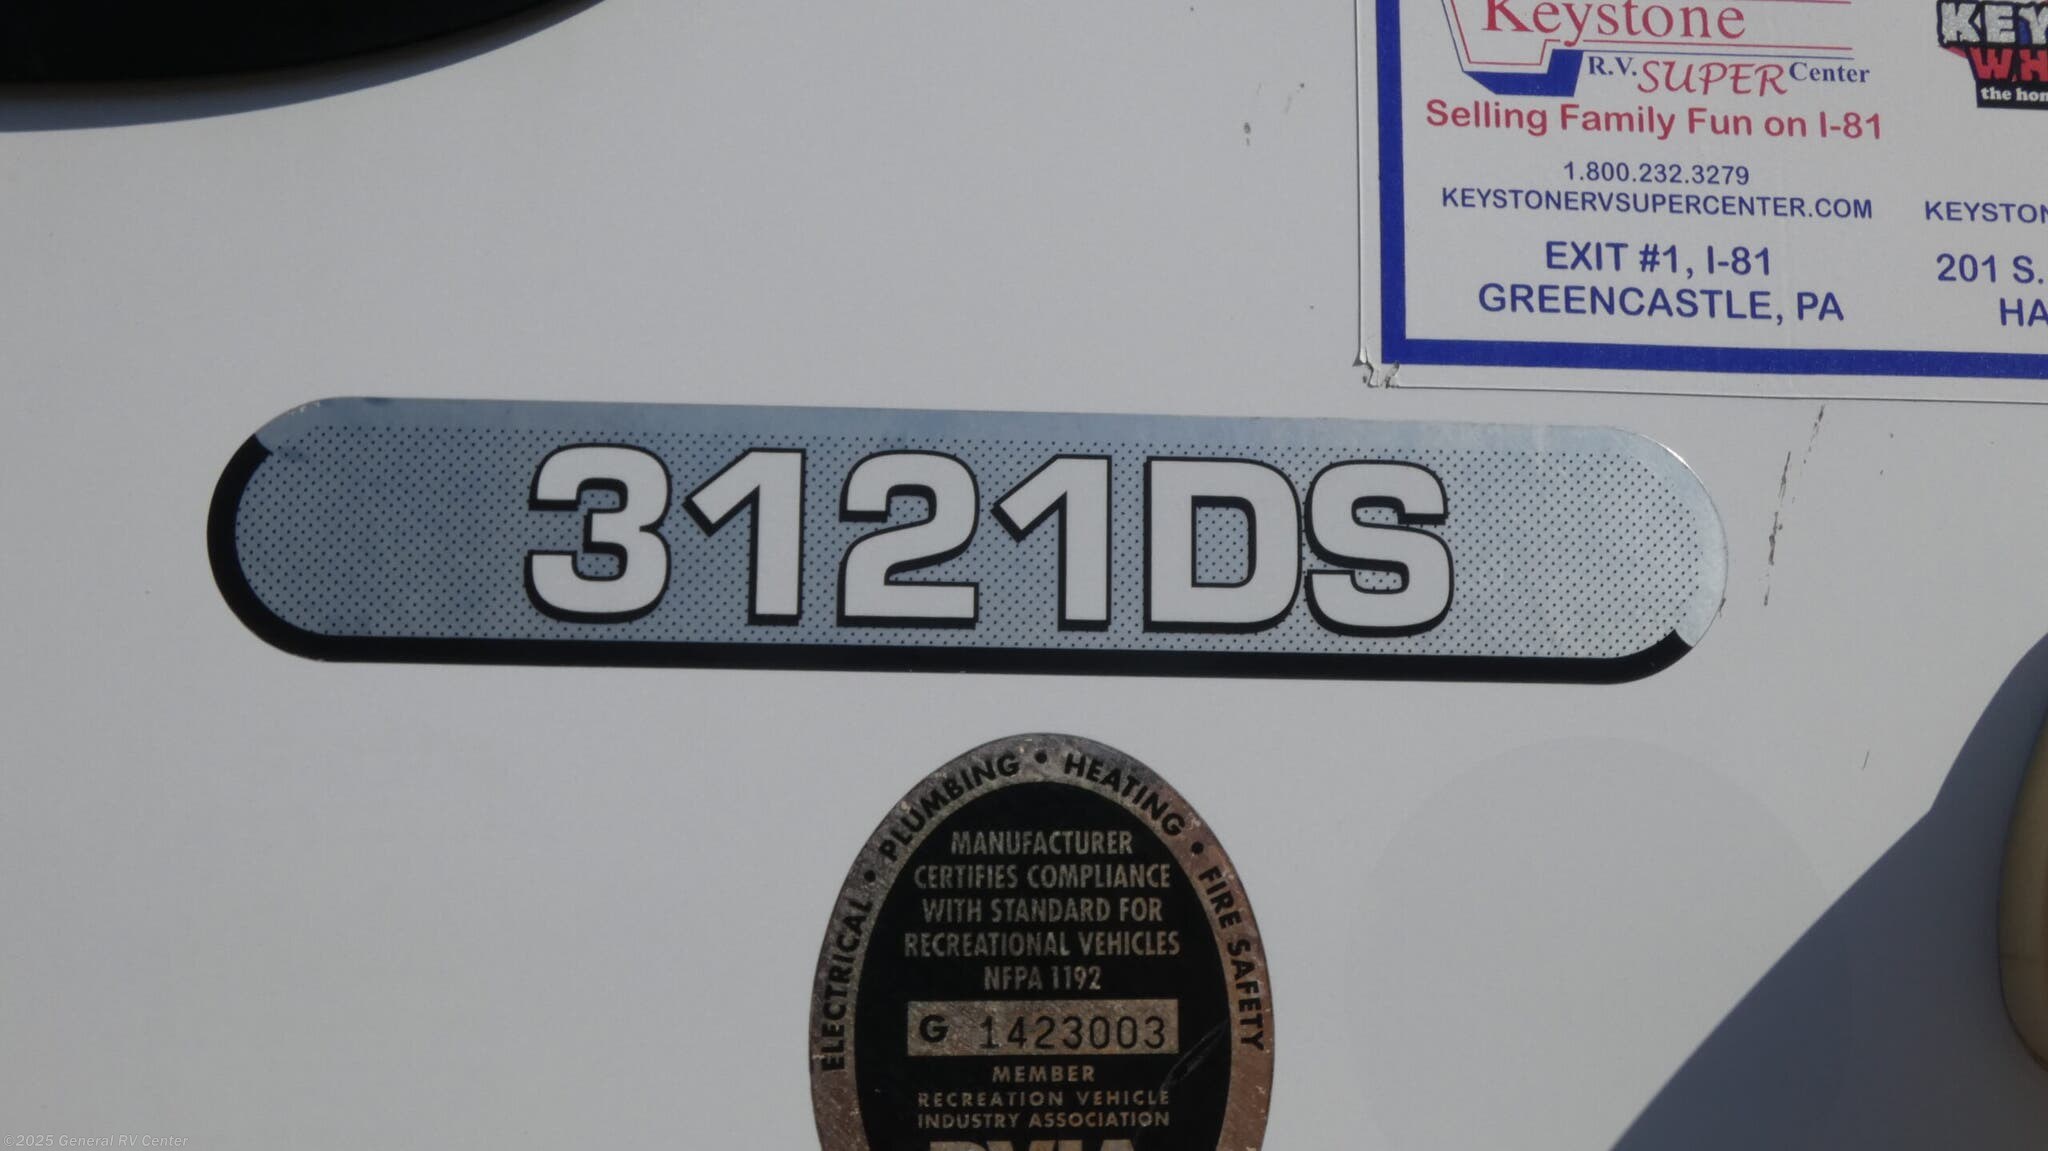 Keystone
R.V. SUPER Center
Selling Family Fun on I-81
1.800.232.3279
KEYSTONERVSUPERCENTER.COM
EXIT #1, I-81
GREENCASTLE, PA
the
201 S.
3121DS
ELECTRICAL • PLUMBING • HEATING • FIRE SAFETY
MANUFACTURER
CERTIFIES COMPLIANCE
WITH STANDARD FOR
RECREATIONAL VEHICLES
NFPA 1192
G 1423003
MEMBER
RECREATION VEHICLE
INDUSTRY ASSOCIATION
©2025 General RV Center